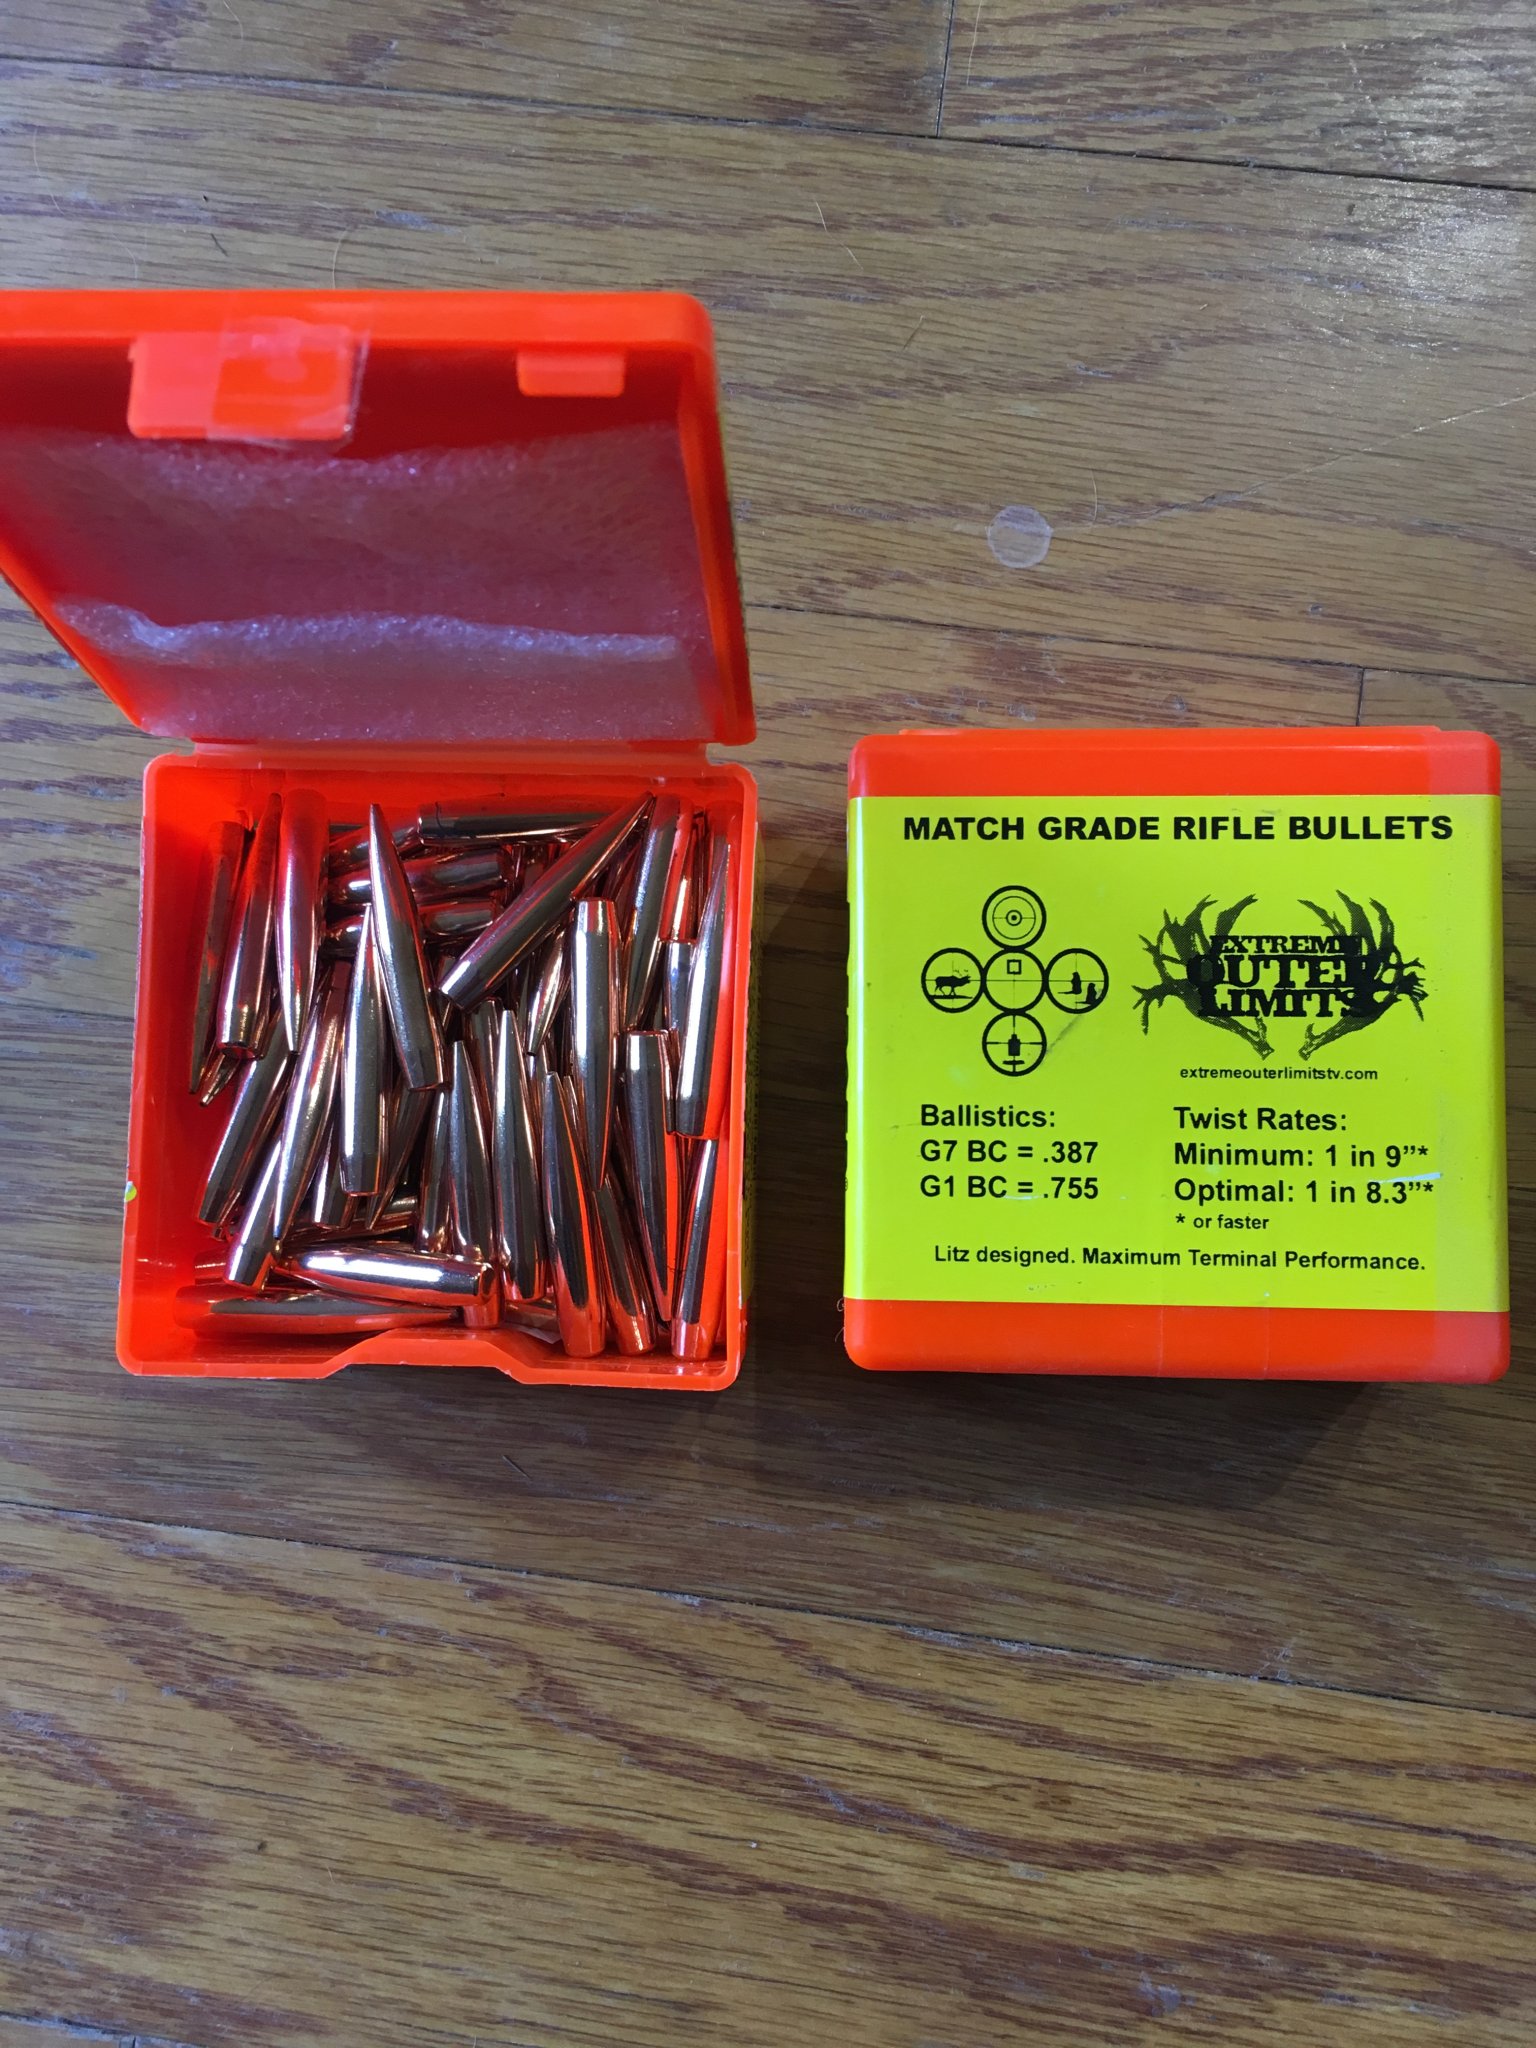 MATCH GRADE RIFLE BULLETS
EXTREME
OUTER
LIMITS
extremeouterlimitstv.com
Ballistics:
G7 BC = .387
G1 BC = .755
Twist Rates:
Minimum: 1 in 9”*
Optimal: 1 in 8.3”*
* or faster
Litz designed. Maximum Terminal Performance.